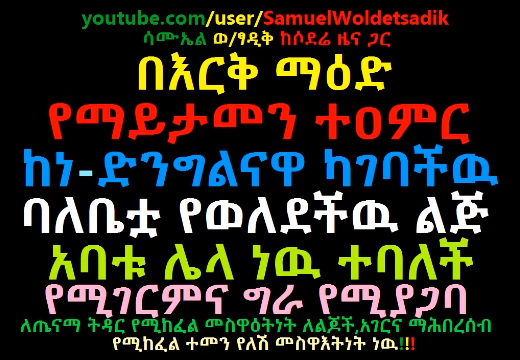 youtube.com/user/SamuelWoldetsadik
ሳሙኤል ወ/ፃዲቅ ከሶደሬ ዜና ጋር
በእርቅ ማዕድ
የማይታመን ተዐምር
ከነ-ድንግልናዋ ካገባችዉ
ባለቤቷ የወለደችዉ ልጅ
አባቱ ሌላ ነዉ ተባለች
የሚገርምና ግራ የሚያጋባ
ለጤናማ ትዳር የሚከፈል መስዋዕትነት ለልጆች,አገርና ማሕበረሰብ
የሚከፈል ተመን የለሽ መስዋእትነት ነዉ!!!